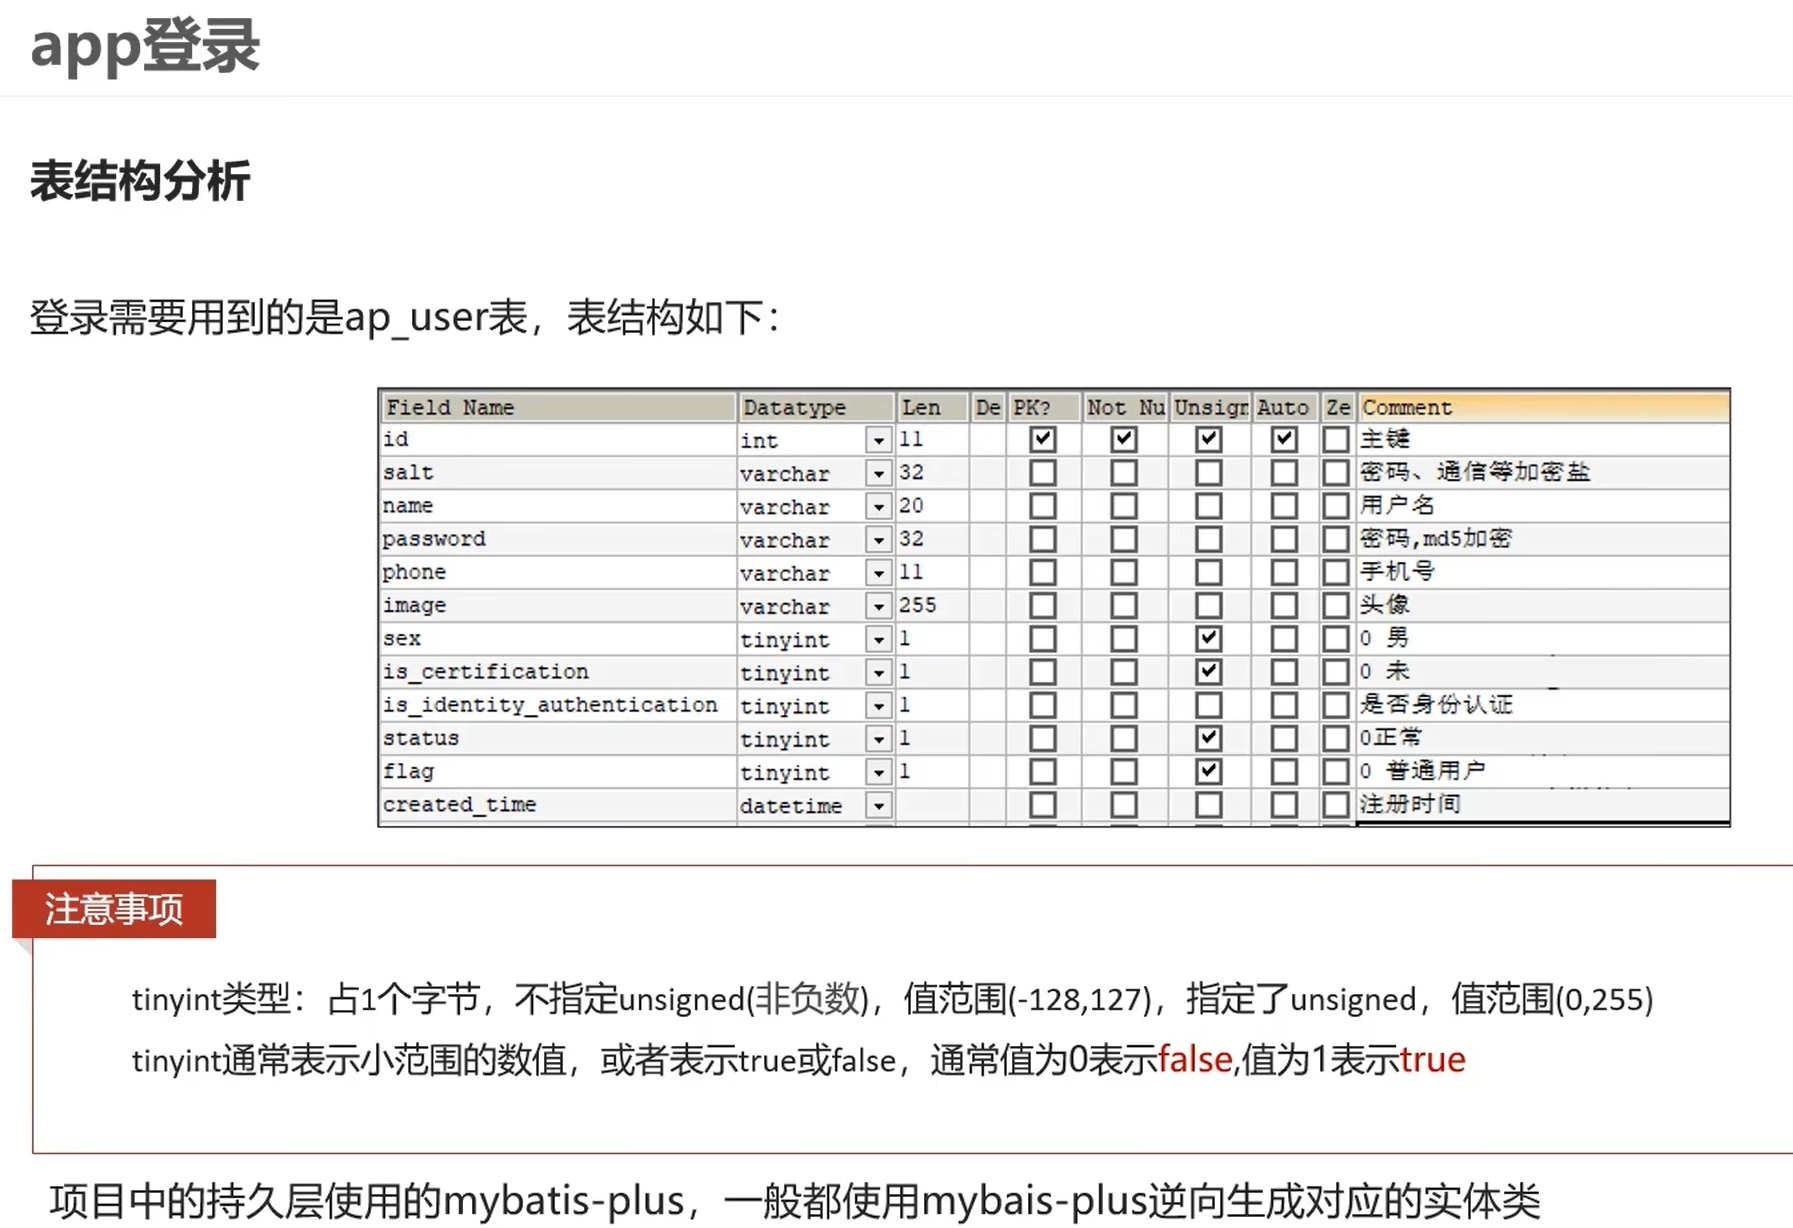 app登录
表结构分析
登录需要用到的是ap_user表，表结构如下：
Field Name Datatype Len De PK? Not Nu Unsign Auto Ze Comment
id int 11 主键
salt varchar 32 密码、通信等加密盐
name varchar 20 用户名
password varchar 32 密码,md5加密
phone varchar 11 手机号
image varchar 255 头像
sex tinyint 1 0 男
is_certification tinyint 1 0 未
is_identity_authentication tinyint 1 是否身份认证
status tinyint 1 0正常
flag tinyint 1 0 普通用户
created_time datetime 注册时间
注意事项
tinyint类型：占1个字节，不指定unsigned(非负数)，值范围(-128,127)，指定了unsigned，值范围(0,255)
tinyint通常表示小范围的数值，或者表示true或false，通常值为0表示false,值为1表示true
项目中的持久层使用的mybatis-plus，一般都使用mybais-plus逆向生成对应的实体类